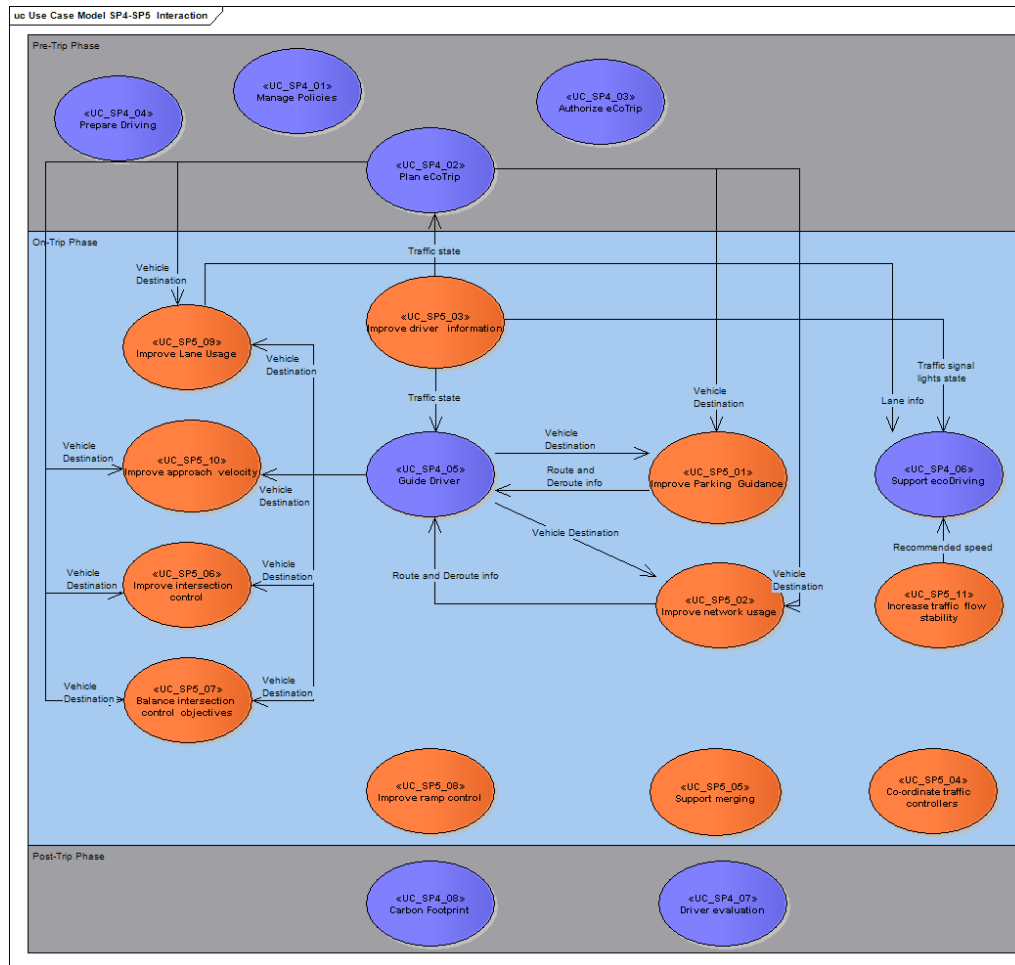 uc Use Case Model SP4-SP5 Interaction
Pre-Trip Phase
«UC_SP4_04»
Prepare Driving
«UC_SP4_01»
Manage Policies
«UC_SP4_03»
Authorize eCoTrip
«UC_SP4_02»
Plan eCoTrip
On-Trip Phase
Traffic state
Vehicle
Destination
«UC_SP5_09»
Improve Lane Usage
«UC_SP5_03»
Improve driver information
Vehicle
Destination
Traffic signal
lights state
Traffic state
Vehicle
Destination
Lane info
Vehicle
Destination
«UC_SP5_10»
Improve approach velocity
Vehicle
Destination
«UC_SP4_05»
Guide Driver
Vehicle
Destination
Route and
Deroute info
«UC_SP5_01»
Improve Parking Guidance
«UC_SP4_06»
Support ecoDriving
Vehicle Destination
Recommended speed
Vehicle
Destination
«UC_SP5_06»
Improve intersection
control
Vehicle
Destination
Route and Deroute info
«UC_SP5_02»
Improve network usage
Vehicle
Destination
«UC_SP5_11»
Increase traffic flow
stability
Vehicle
Destination
«UC_SP5_07»
Balance intersection
control objectives
Vehicle
Destination
«UC_SP5_08»
Improve ramp control
«UC_SP5_05»
Support merging
«UC_SP5_04»
Co-ordinate traffic
controllers
Post-Trip Phase
«UC_SP4_08»
Carbon Footprint
«UC_SP4_07»
Driver evaluation